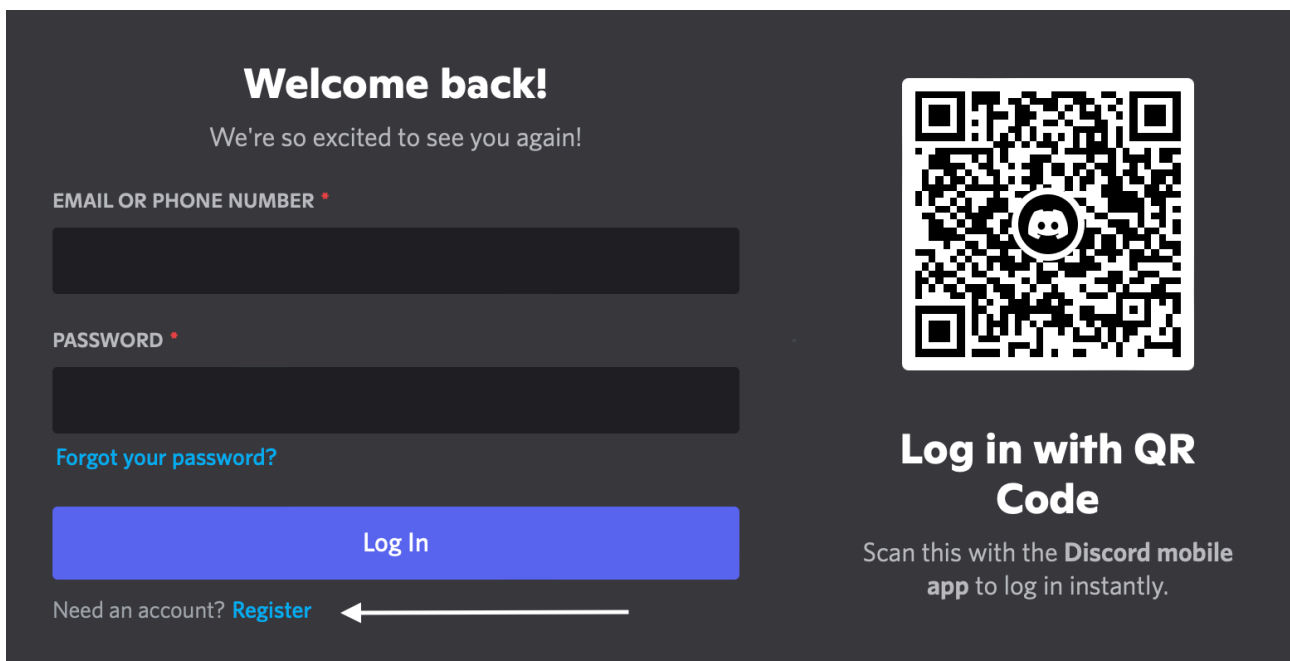 Welcome back!
We're so excited to see you again!
EMAIL OR PHONE NUMBER *
PASSWORD *
Forgot your password?
Log In
Need an account? Register
Log in with QR
Code
Scan this with the Discord mobile
app to log in instantly.